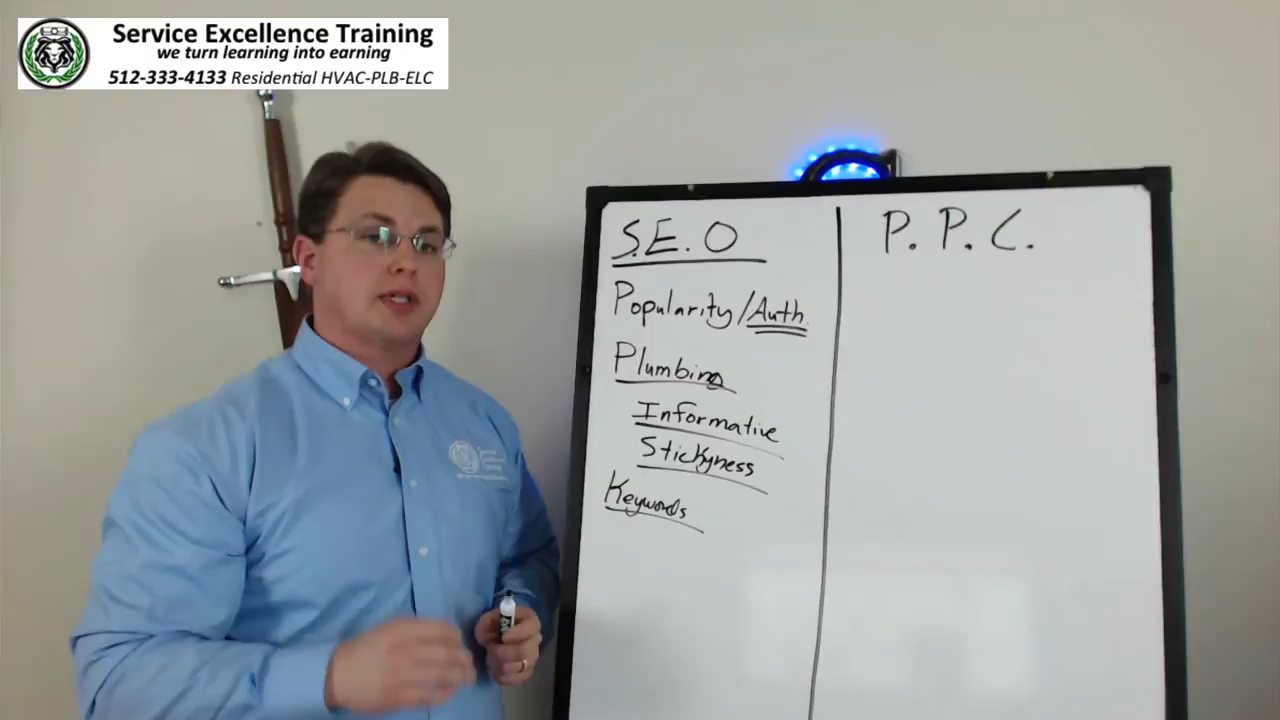 Service Excellence Training
we turn learning into earning
512-333-4133 Residential HVAC-PLB-ELC
S.E.O
Popularity/Auth.
Plumbing
Informative
Stickyness
Keywords
P. P. C.